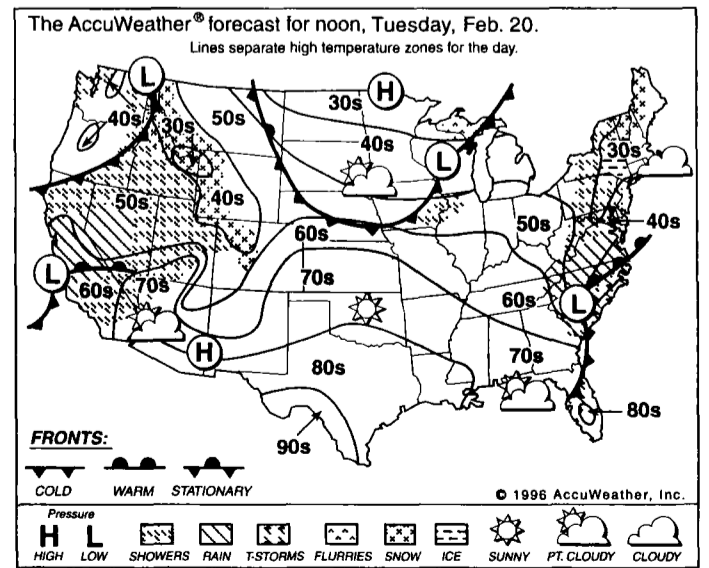 The AccuWeather® forecast for noon, Tuesday, Feb. 20.
Lines separate high temperature zones for the day.
L
H
40s
30s
50s
30s
40s
L
30s
50s
40s
60s
50s
40s
L
60s
70s
70s
60s
L
H
80s
70s
90s
80s
FRONTS:
COLD WARM STATIONARY
© 1996 AccuWeather, Inc.
Pressure
H L
HIGH LOW SHOWERS RAIN T-STORMS FLURRIES SNOW ICE SUNNY PT. CLOUDY CLOUDY